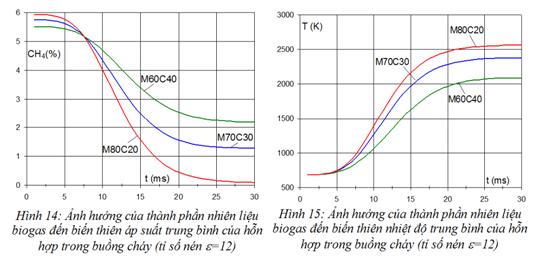 6
5
4
3
2
1
0
CH4(%)
M60C40
M70C30
M80C20
t (ms)
0 5 10 15 20 25 30
Hình 14: Ảnh hưởng của thành phần nhiên liệu
biogas đến biến thiên áp suất trung bình của hỗn
hợp trong buồng cháy (tỉ số nén ε=12)
3000
2500
2000
1500
1000
500
T (K)
M80C20
M70C30
M60C40
t (ms)
0 5 10 15 20 25 30
Hình 15: Ảnh hưởng của thành phần nhiên liệu
biogas đến biến thiên nhiệt độ trung bình của hỗn
hợp trong buồng cháy (tỉ số nén ε=12)